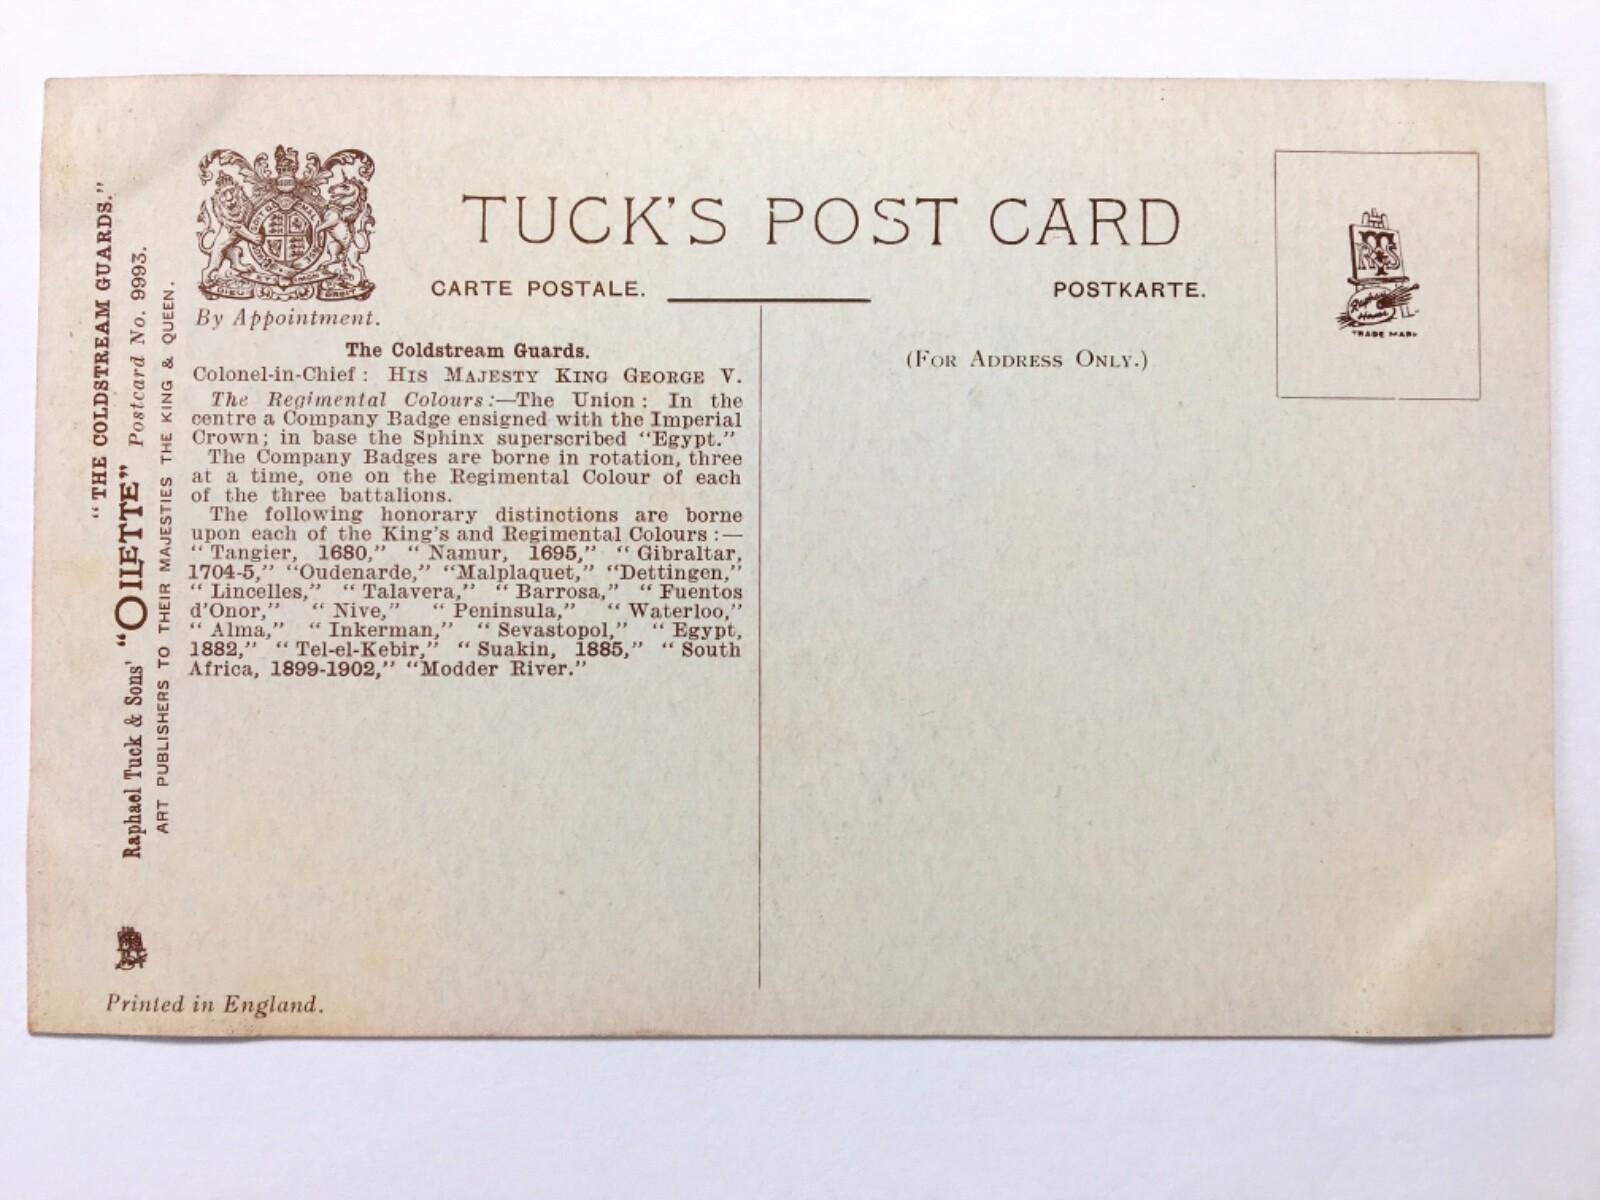 TUCK'S POST CARD
CARTE POSTALE.
POSTKARTE.
By Appointment.
The Coldstream Guards.
Colonel-in-Chief: HIS MAJESTY KING GEORGE V.
The Regimental Colours:—The Union: In the
centre a Company Badge ensigned with the Imperial
Crown; in base the Sphinx superscribed "Egypt."
The Company Badges are borne in rotation, three
at a time, one on the Regimental Colour of each
of the three battalions.
The following honorary distinctions are borne
upon each of the King's and Regimental Colours:—
"Tangier, 1680," "Namur, 1695," "Gibraltar,
1704-5," "Oudenarde," "Malplaquet," "Dettingen,"
"Lincelles," "Talavera," "Barrosa," "Fuentos
d'Onor," "Nive," "Peninsula," "Waterloo,"
"Alma," "Inkerman," "Sevastopol," "Egypt,
1882," "Tel-el-Kebir," "Suakin, 1885," "South
Africa, 1899-1902," "Modder River."
(FOR ADDRESS ONLY.)
TRADE MARK
"THE COLDSTREAM GUARDS."
Raphael Tuck & Sons' "OILETTE" Postcard No. 9993.
ART PUBLISHERS TO THEIR MAJESTIES THE KING & QUEEN.
Printed in England.